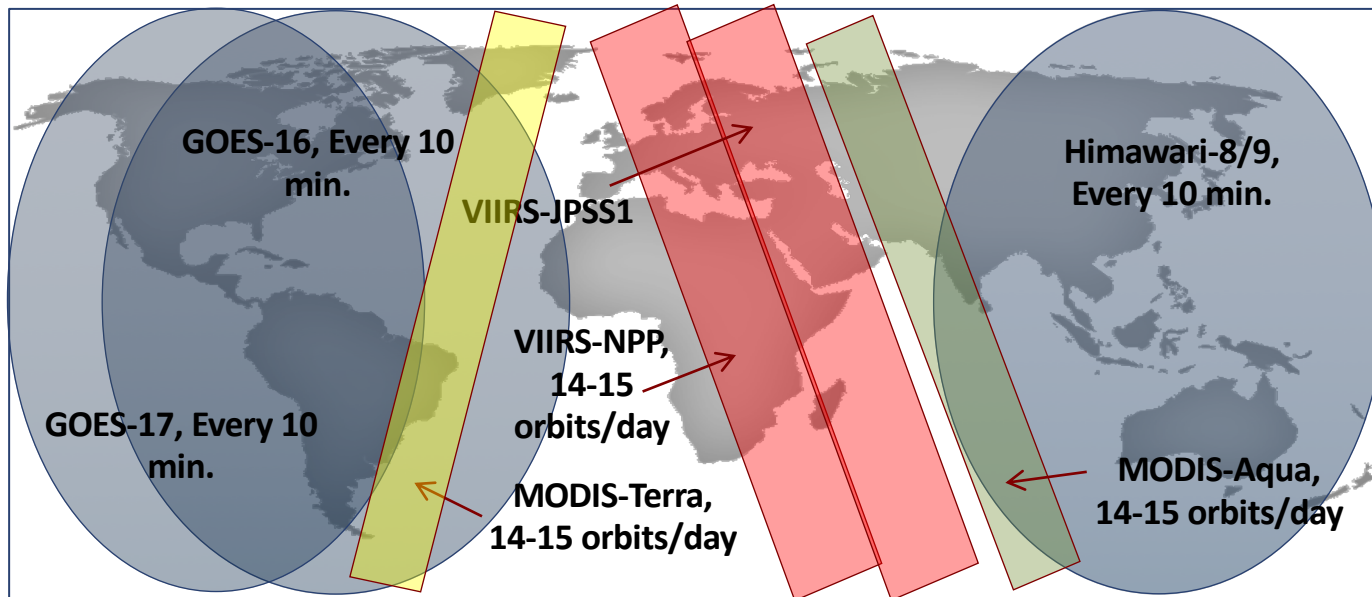 GOES-16, Every 10
min.
Himawari-8/9,
Every 10 min.
VIIRS-JPSS1
VIIRS-NPP,
14-15
orbits/day
GOES-17, Every 10
min.
MODIS-Terra,
14-15 orbits/day
MODIS-Aqua,
14-15 orbits/day